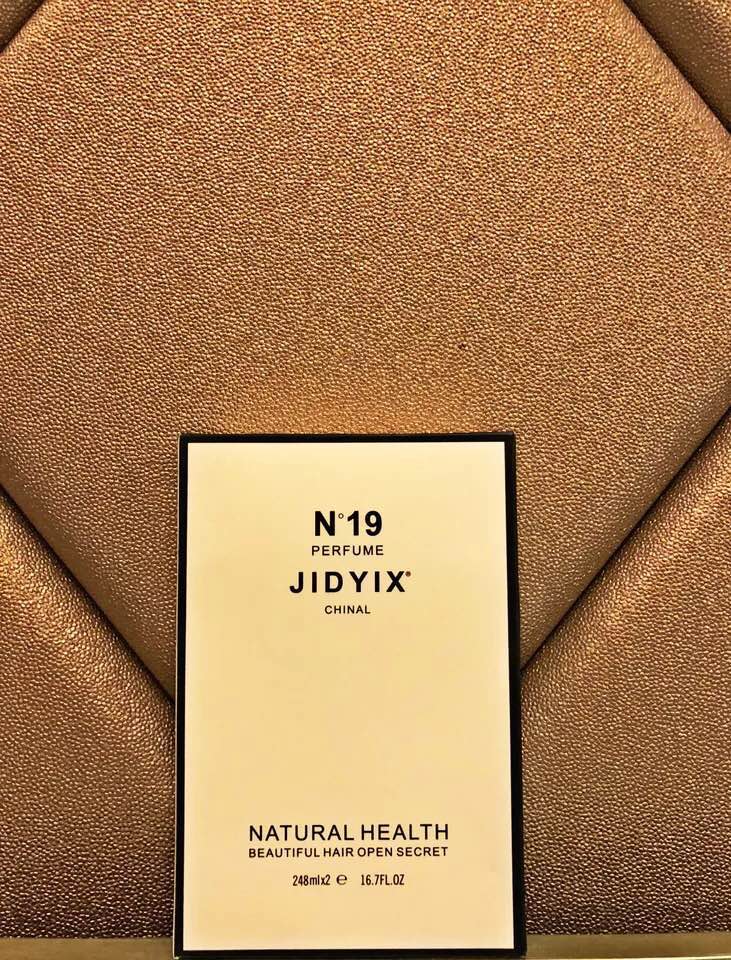 N°19
PERFUME
JIDYIX®
CHINAL
NATURAL HEALTH
BEAUTIFUL HAIR OPEN SECRET
248mlx2 ℮ 16.7FL.OZ